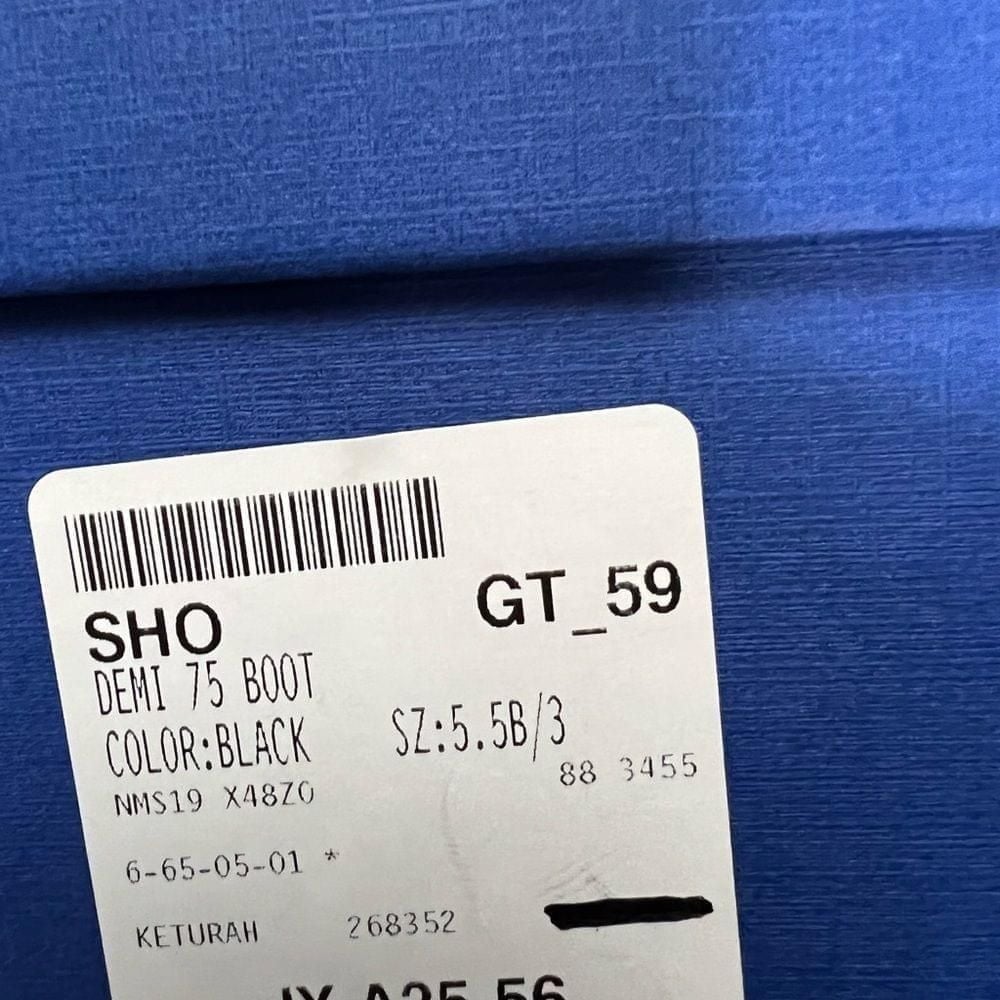 SHO GT_59
DEMI 75 BOOT
COLOR:BLACK SZ:5.5B/3
NMS19 X48Z0 88 3455
6-65-05-01 *
KETURAH 268352